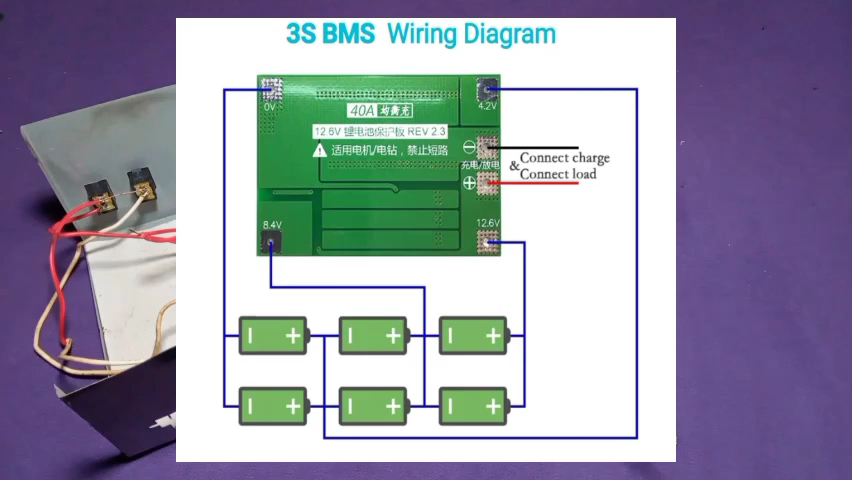 3S BMS Wiring Diagram
0V
4.2V
40A 均衡充
12.6V 锂电池保护板 REV 2.3
适用电机/电钻，禁止短路
充电/放电
Connect charge
& Connect load
8.4V
12.6V